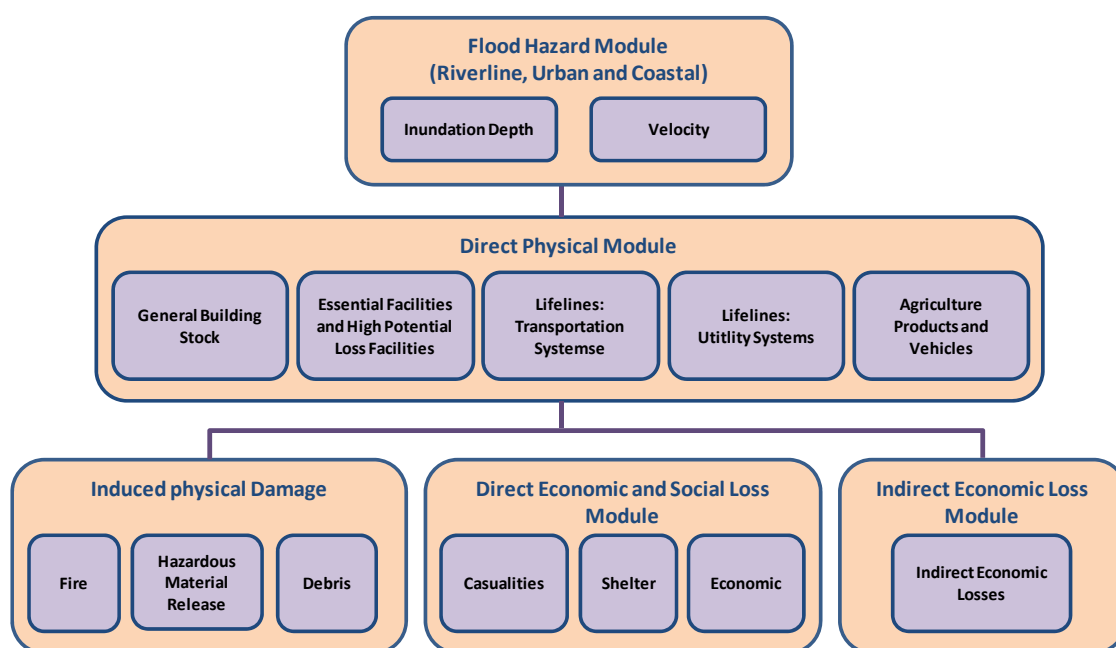 Flood Hazard Module
(Riverline, Urban and Coastal)
Inundation Depth
Velocity
Direct Physical Module
General Building
Stock
Essential Facilities
and High Potential
Loss Facilities
Lifelines:
Transportation
Systemse
Lifelines:
Utitlity Systems
Agriculture
Products and
Vehicles
Induced physical Damage
Fire
Hazardous
Material
Release
Debris
Direct Economic and Social Loss
Module
Casualities
Shelter
Economic
Indirect Economic Loss
Module
Indirect Economic
Losses